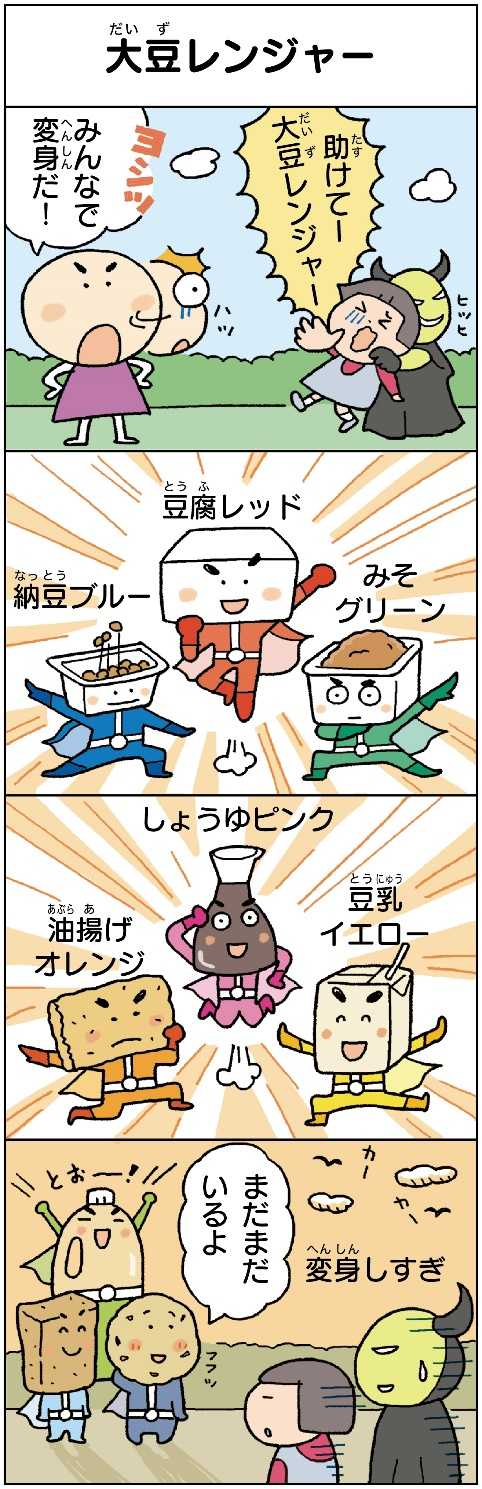 大豆レンジャー
助けてー
大豆レンジャー
ヒッヒ
ヨシッ
みんなで
変身だ!
ハッ
豆腐レッド
納豆ブルー
みそ
グリーン
しょうゆピンク
油揚げ
オレンジ
豆乳
イエロー
とぉー!
まだまだ
いるよ
フフッ
カー
カー
変身しすぎ